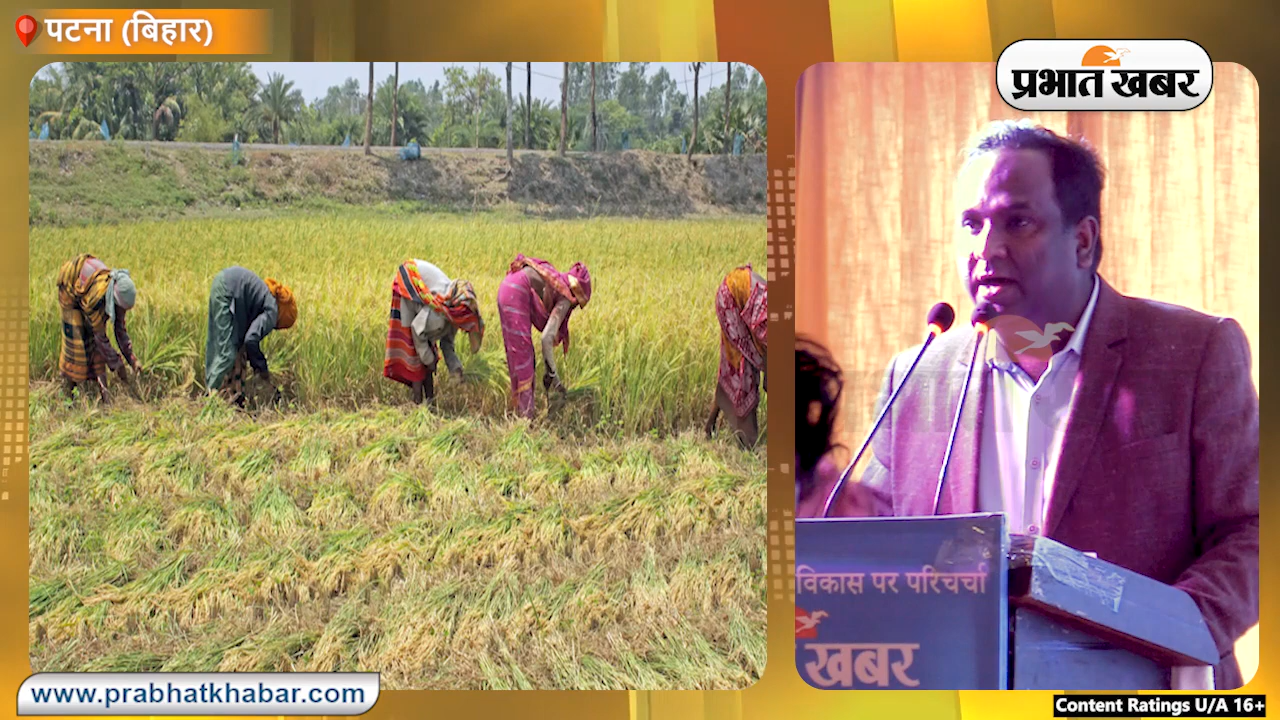 पटना (बिहार)
प्रभात खबर
विकास पर परिचर्चा
खबर
www.prabhatkhabar.com
Content Ratings U/A 16+